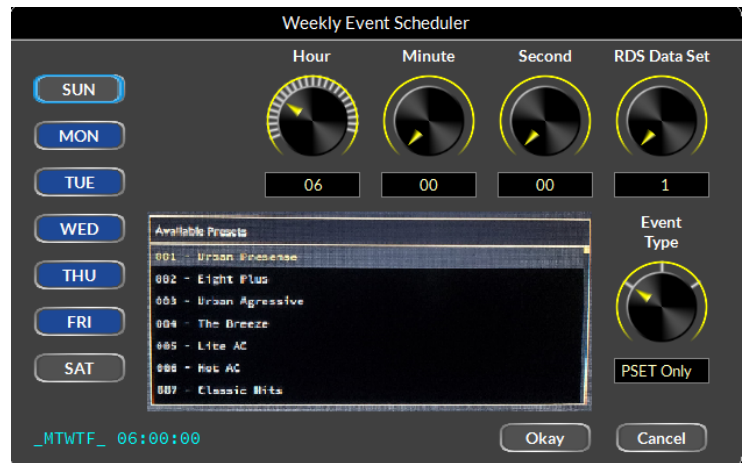 Weekly Event Scheduler
Hour Minute Second RDS Data Set
SUN
MON
TUE
06 00 00 1
WED
THU
FRI
SAT
Available Presets
001 - Urban Presense
002 - Eight Plus
003 - Urban Agressive
004 - The Breeze
005 - Lite AC
006 - Hot AC
007 - Classic Hits
Event
Type
PSET Only
_MTWTF_ 06:00:00
Okay Cancel